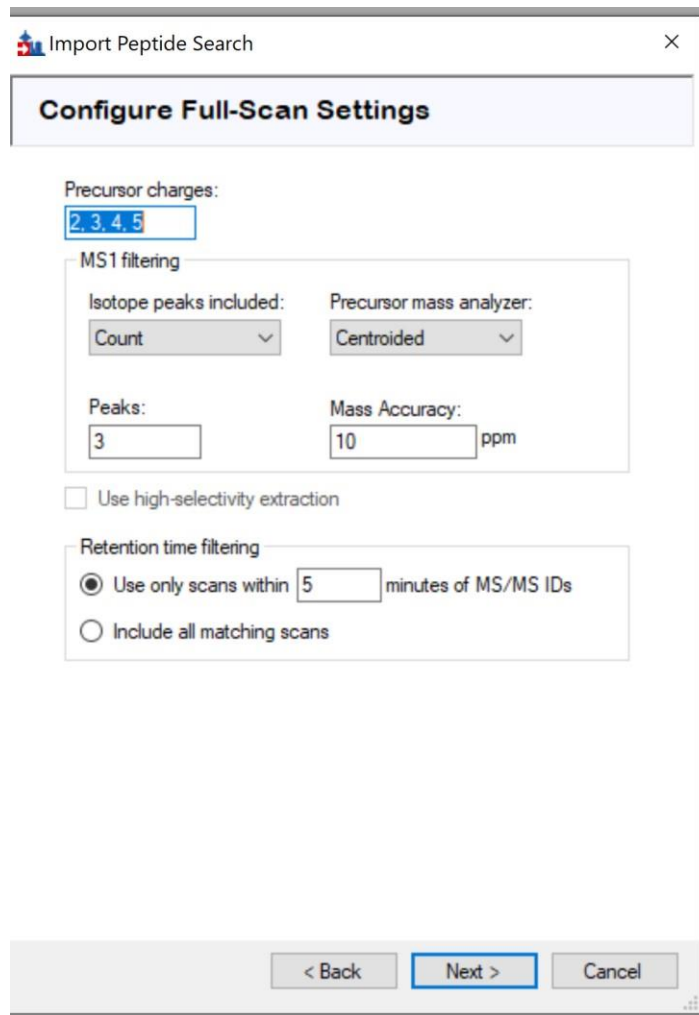 Import Peptide Search
Configure Full-Scan Settings
Precursor charges:
2, 3, 4, 5
MS1 filtering
Isotope peaks included: Precursor mass analyzer:
Count Centroided
Peaks: Mass Accuracy:
3 10 ppm
Use high-selectivity extraction
Retention time filtering
Use only scans within 5 minutes of MS/MS IDs
Include all matching scans
< Back Next > Cancel